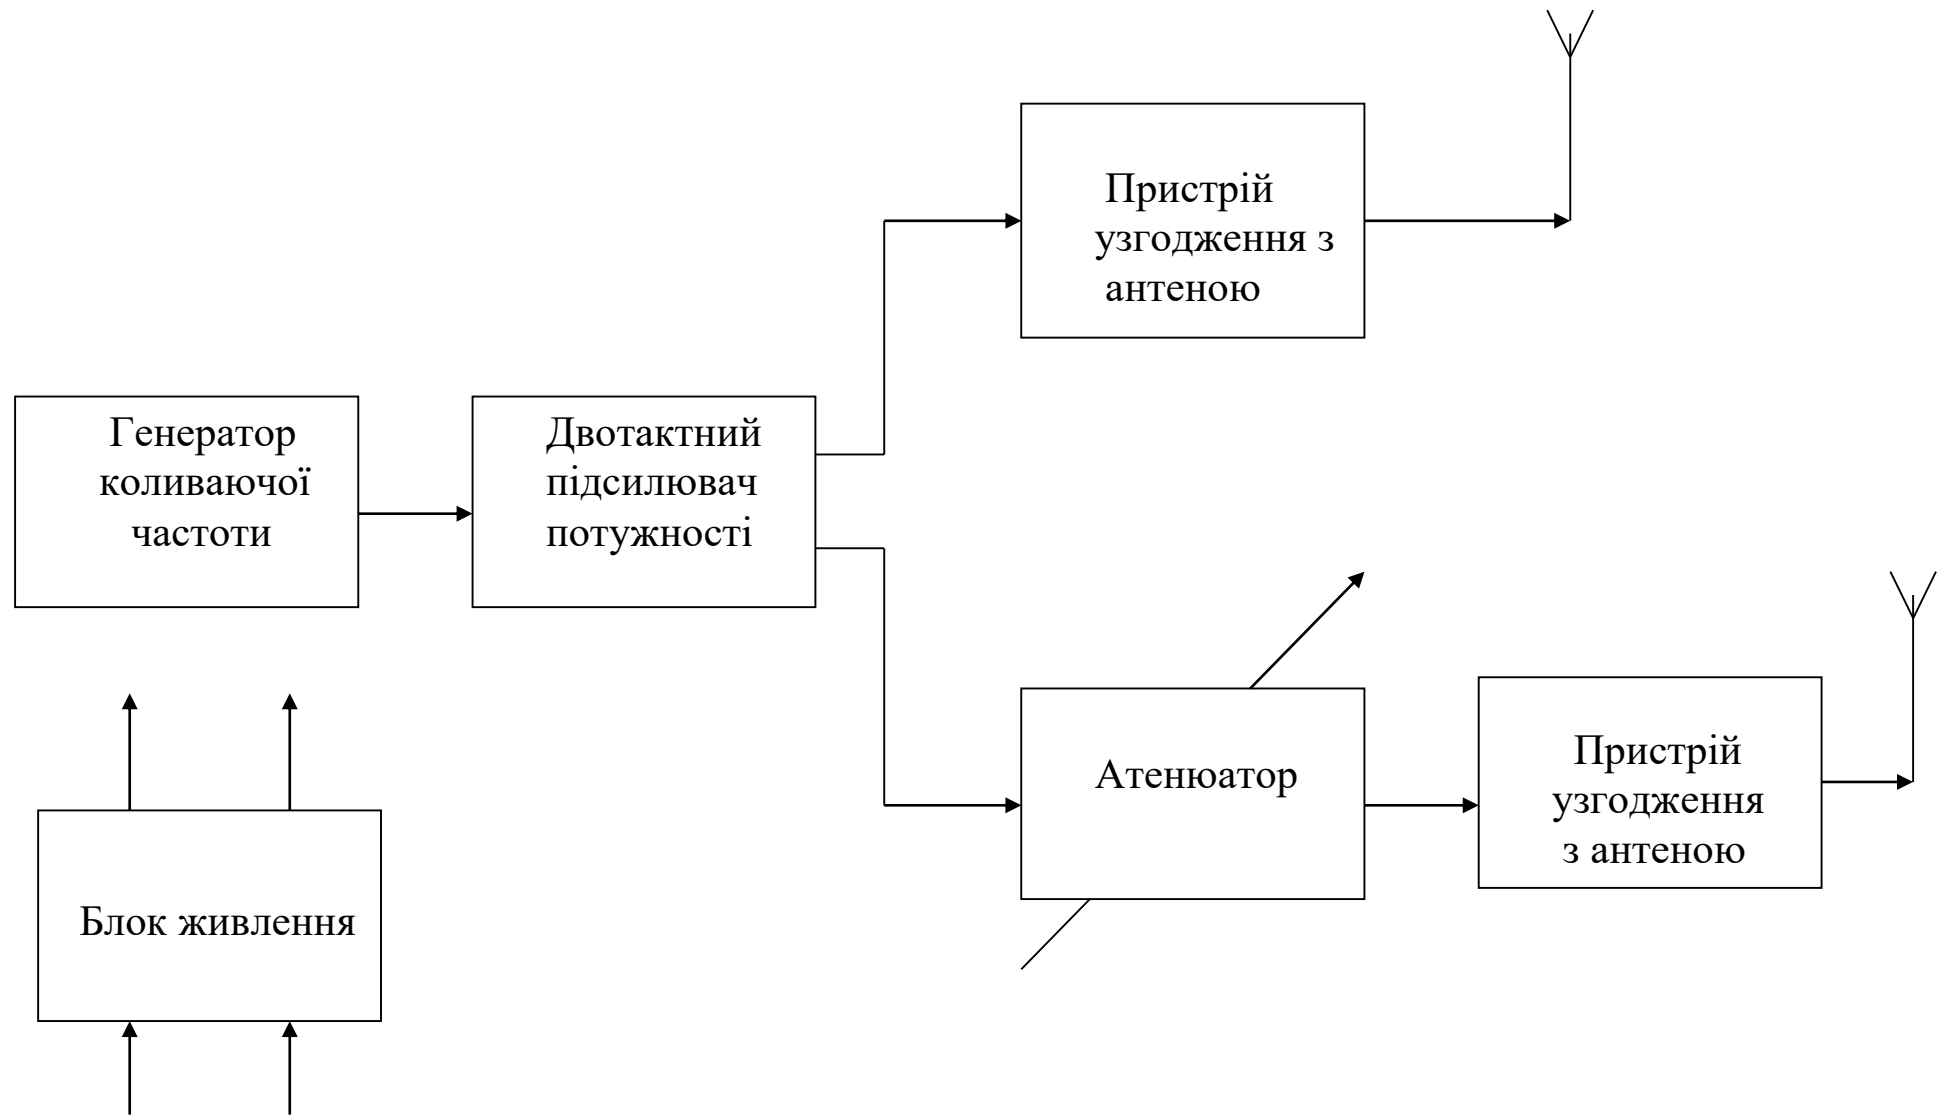 Пристрій
узгодження з
антеною
Генератор
коливаючої
частоти
Двотактний
підсилювач
потужності
Атенюатор
Пристрій
узгодження
з антеною
Блок живлення